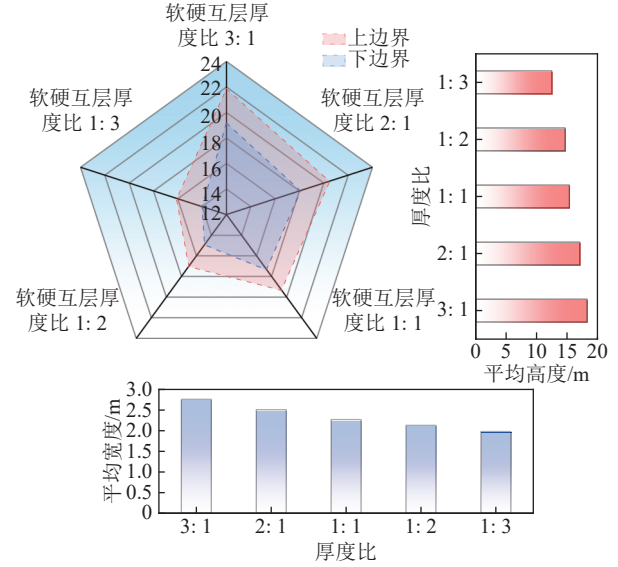 软硬互层厚
度比 3: 1
上边界
下边界
24
22
20
18
16
14
12
软硬互层厚
度比 1: 3
软硬互层厚
度比 2: 1
软硬互层厚
度比 1: 2
软硬互层厚
度比 1: 1
厚度比
1: 3
1: 2
1: 1
2: 1
3: 1
0 5 10 15 20
平均高度/m
平均宽度/m
3.0
2.5
2.0
1.5
1.0
0.5
0
3: 1 2: 1 1: 1 1: 2 1: 3
厚度比